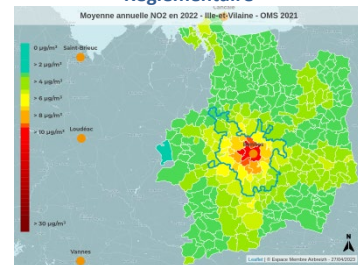 Réglementaire
Moyenne annuelle NO2 en 2022 - Ille-et-Vilaine - OMS 2021
0 µg/m³
> 2 µg/m³
> 4 µg/m³
> 6 µg/m³
> 8 µg/m³
> 10 µg/m³
> 30 µg/m³
Saint-Brieuc
Loudéac
Rennes
Vannes
N
Leaflet | © Espace Membre Airbreizh - 27/04/2023